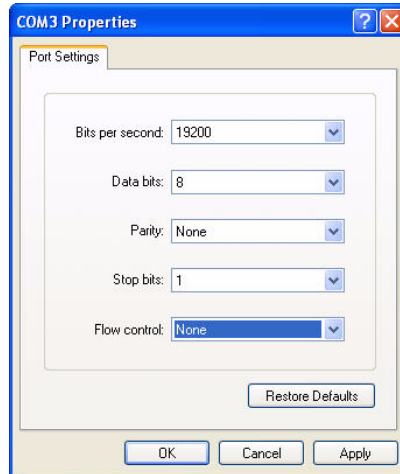 COM3 Properties
Port Settings
Bits per second: 19200
Data bits: 8
Parity: None
Stop bits: 1
Flow control: None
Restore Defaults
OK Cancel Apply